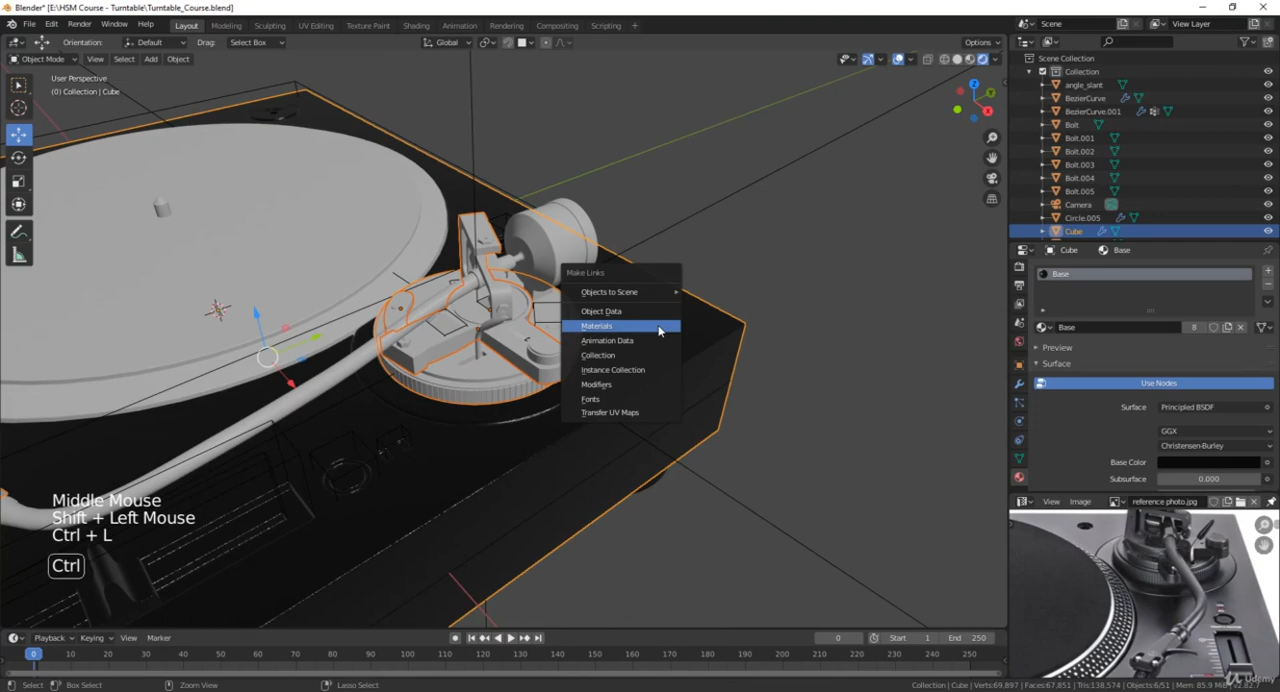 Blender* [E:\HSM Course - Turntable\Turntable_Course.blend]
File Edit Render Window Help Layout Modeling Sculpting UV Editing Texture Paint Shading Animation Rendering Compositing Scripting +
Scene View Layer
Orientation: Default Drag: Select Box Global Options
Object Mode View Select Add Object
User Perspective
(0) Collection | Cube
Scene Collection
Collection
angle_slant
BezierCurve
BezierCurve.001
Bolt
Bolt.001
Bolt.002
Bolt.003
Bolt.004
Bolt.005
Camera
Circle.005
Cube
Cube Base
Base
Base 8
Preview
Surface
Use Nodes
Surface Principled BSDF
GGX
Christensen-Burley
Base Color
Subsurface 0.000
View Image reference photo.jpg
Make Links
Objects to Scene
Object Data
Materials
Animation Data
Collection
Instance Collection
Modifiers
Fonts
Transfer UV Maps
Middle Mouse
Shift + Left Mouse
Ctrl + L
Ctrl
Playback Keying View Marker 0 Start 1 End 250
0 10 20 30 40 50 60 70 80 90 100 110 120 130 140 150 160 170 180 190 200 210 220 230 240 250
Select Box Select Zoom View Lasso Select
Udemy